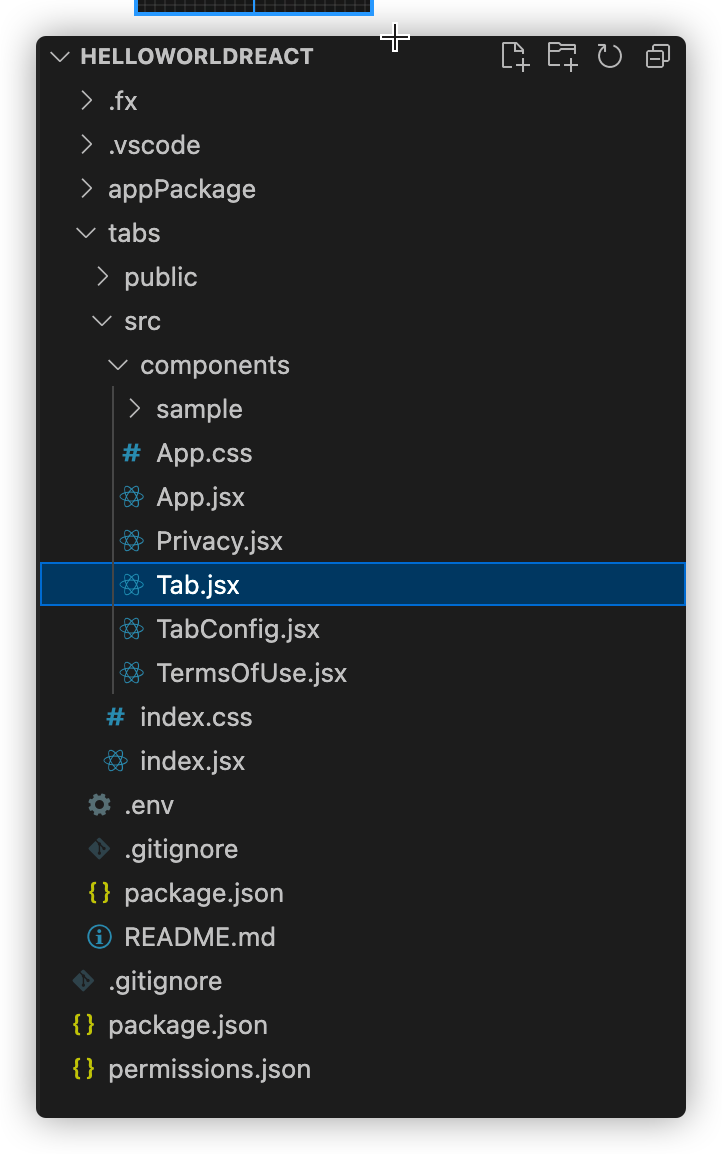 HELLOWORLDREACT
.fx
.vscode
appPackage
tabs
public
src
components
sample
# App.css
App.jsx
Privacy.jsx
Tab.jsx
TabConfig.jsx
TermsOfUse.jsx
# index.css
index.jsx
.env
.gitignore
{} package.json
README.md
.gitignore
{} package.json
{} permissions.json